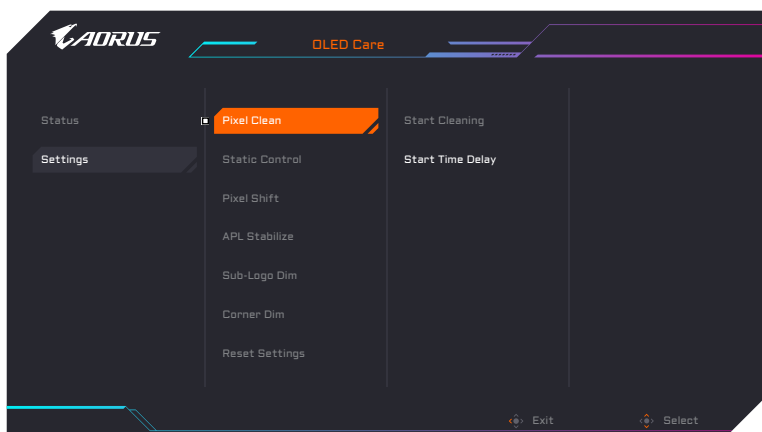 AORUS
OLED Care
Status
Settings
Pixel Clean
Static Control
Pixel Shift
APL Stabilize
Sub-Logo Dim
Corner Dim
Reset Settings
Start Cleaning
Start Time Delay
Exit
Select